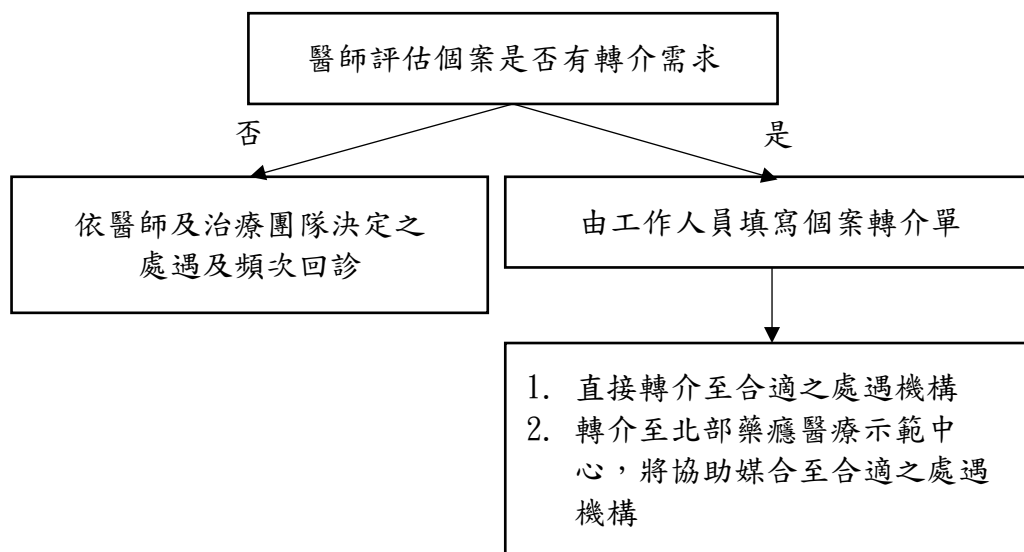 醫師評估個案是否有轉介需求
否
是
依醫師及治療團隊決定之
處遇及頻次回診
由工作人員填寫個案轉介單
1. 直接轉介至合適之處遇機構
2. 轉介至北部藥癮醫療示範中
心，將協助媒合至合適之處遇
機構